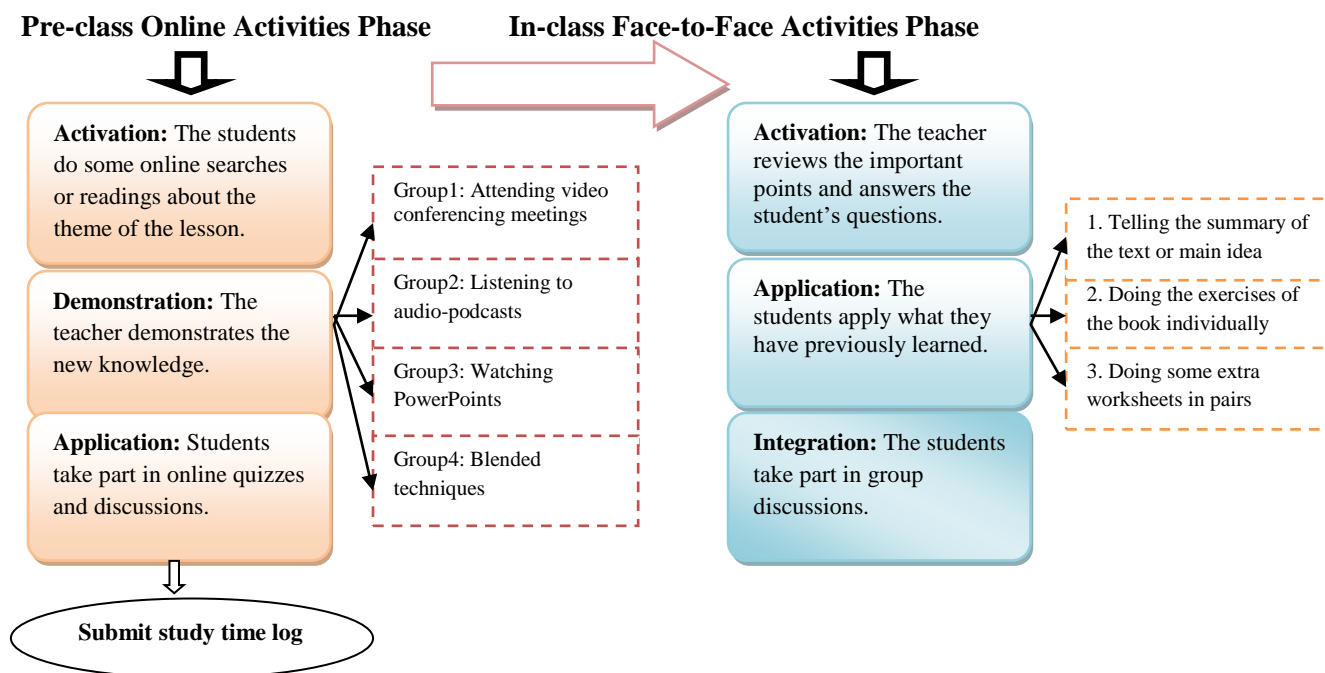 Pre-class Online Activities Phase
In-class Face-to-Face Activities Phase
Activation: The students
do some online searches
or readings about the
theme of the lesson.
Demonstration: The
teacher demonstrates the
new knowledge.
Application: Students
take part in online quizzes
and discussions.
Submit study time log
Group1: Attending video
conferencing meetings
Group2: Listening to
audio-podcasts
Group3: Watching
PowerPoints
Group4: Blended
techniques
Activation: The teacher
reviews the important
points and answers the
student’s questions.
Application: The
students apply what they
have previously learned.
Integration: The students
take part in group
discussions.
1. Telling the summary of
the text or main idea
2. Doing the exercises of
the book individually
3. Doing some extra
worksheets in pairs